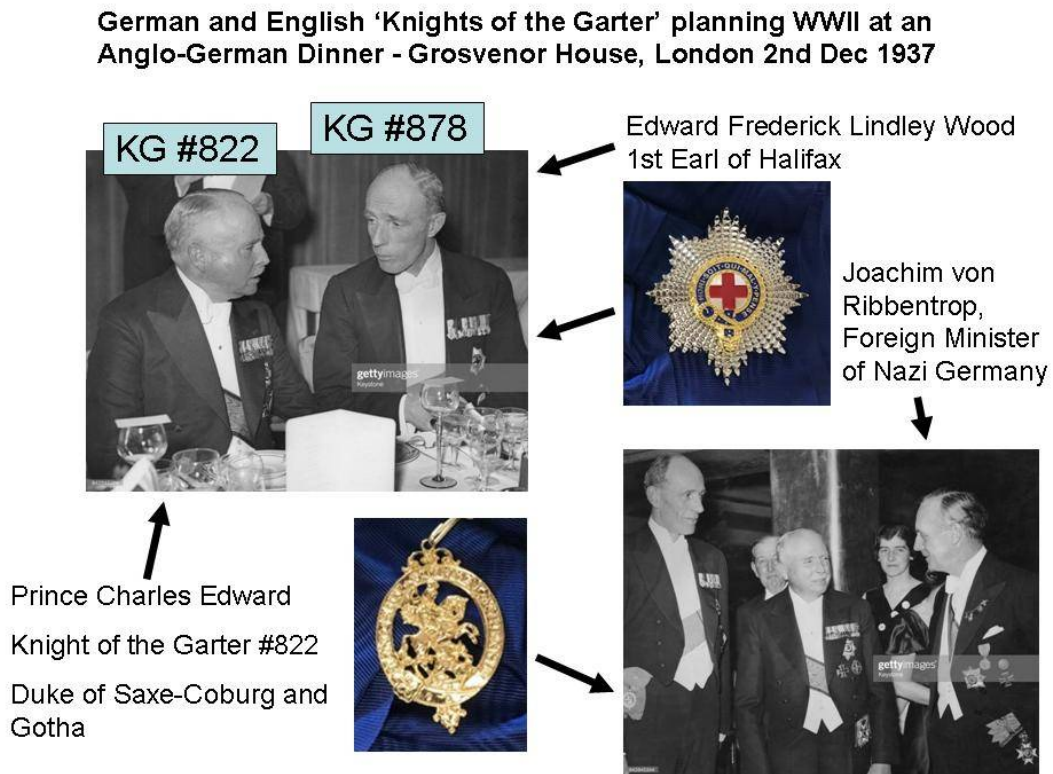 German and English ‘Knights of the Garter’ planning WWII at an
Anglo-German Dinner - Grosvenor House, London 2nd Dec 1937
KG #822
KG #878
Edward Frederick Lindley Wood
1st Earl of Halifax
gettyimages
Keystone
Joachim von
Ribbentrop,
Foreign Minister
of Nazi Germany
Prince Charles Edward
Knight of the Garter #822
Duke of Saxe-Coburg and
Gotha
gettyimages
Keystone